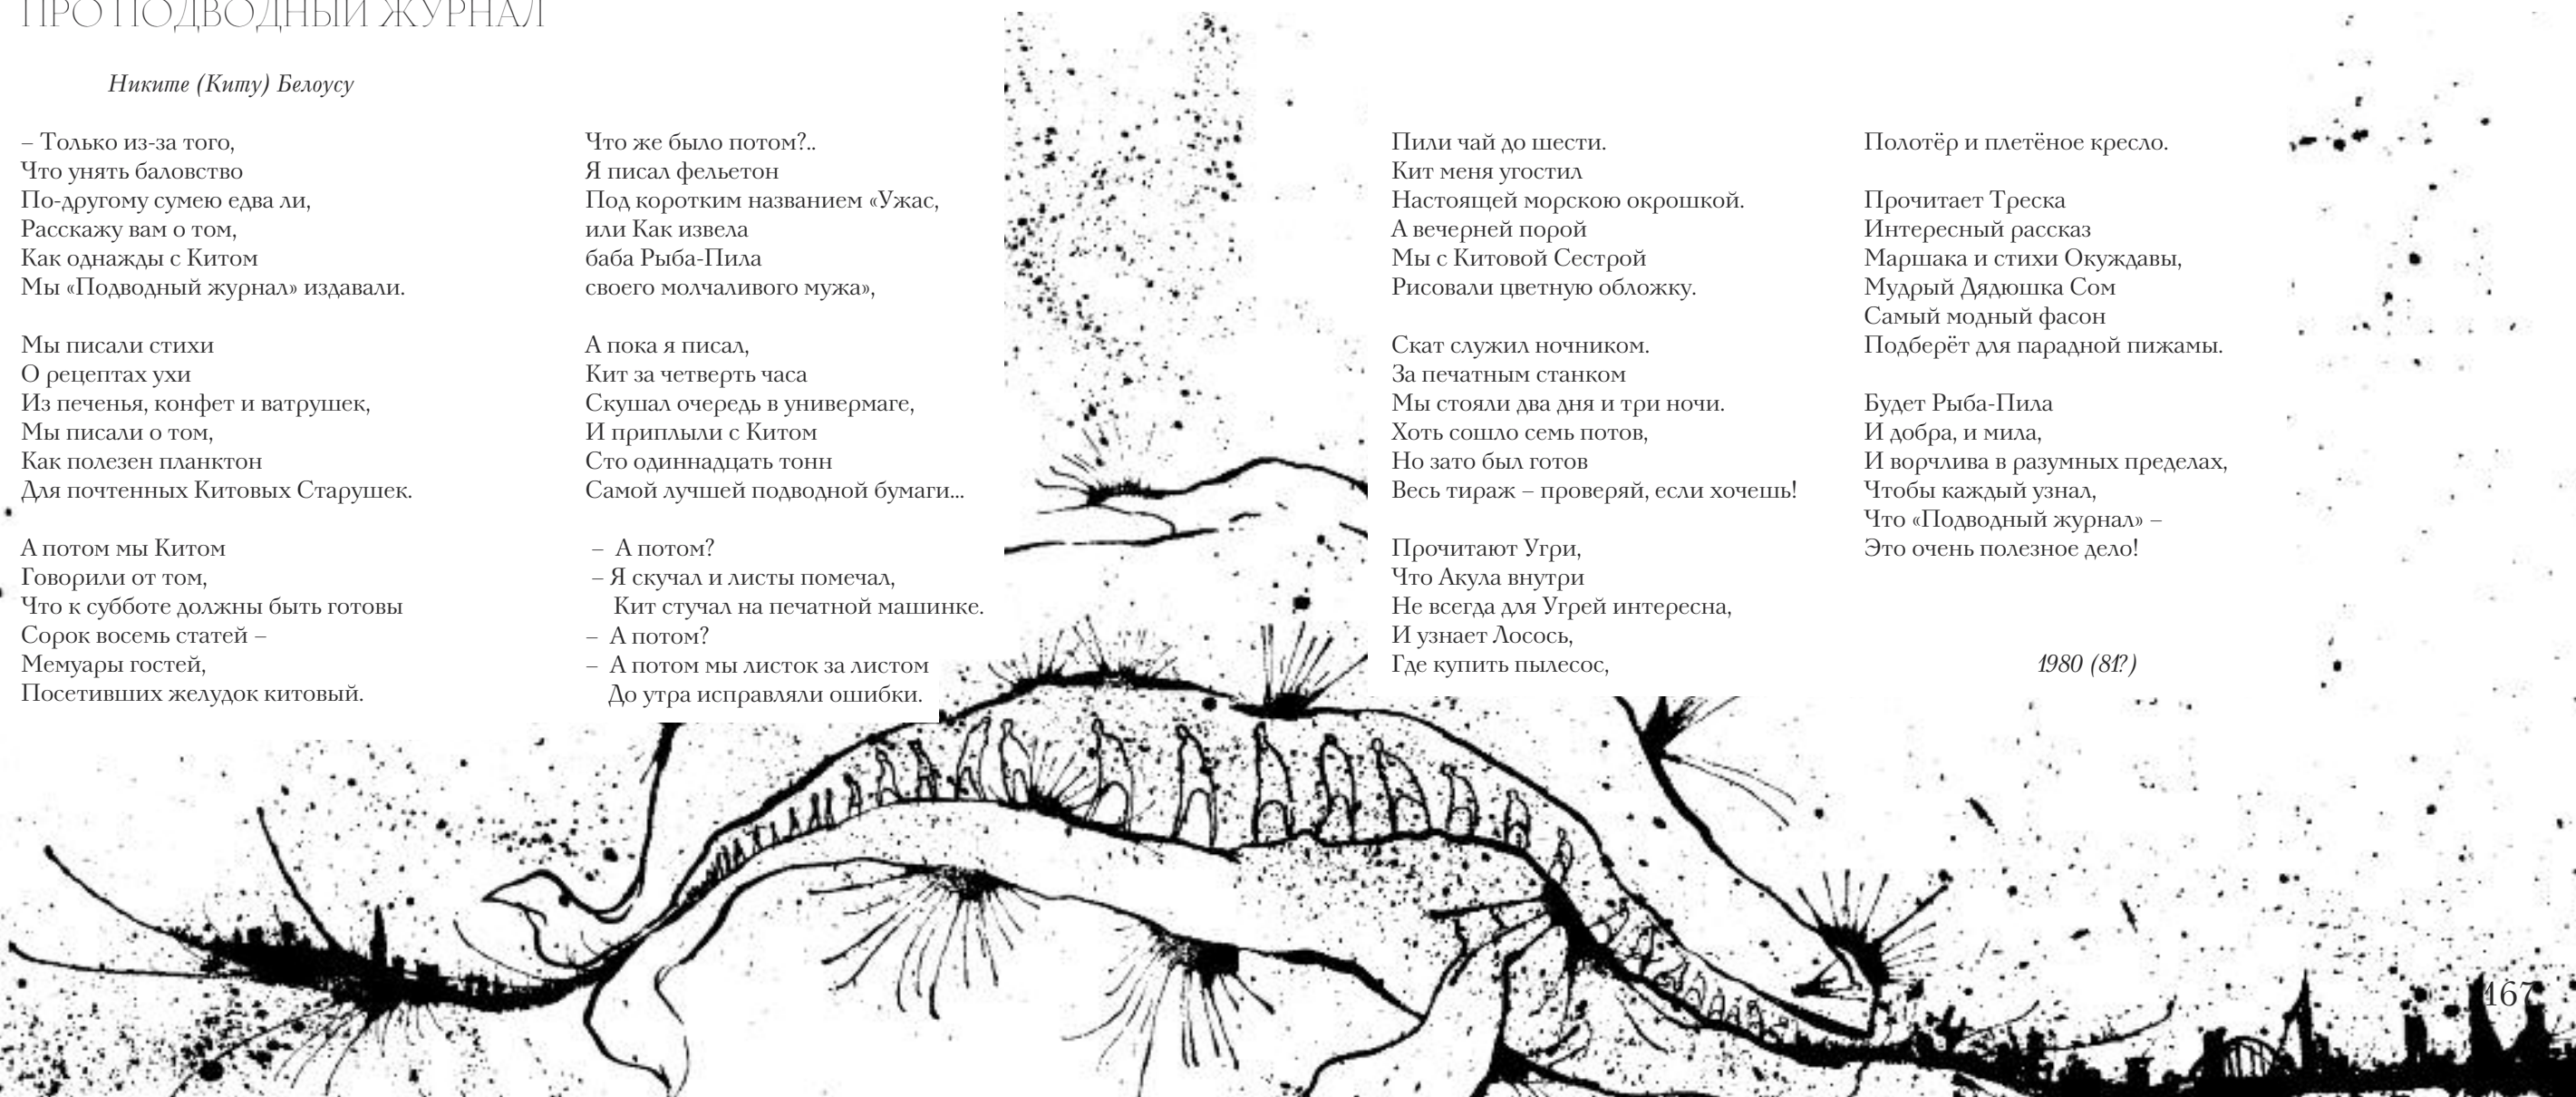 ПРО ПОДВОДНЫЙ ЖУРНАЛ
Никите (Киту) Белоусу
– Только из-за того,
Что унять баловство
По-другому сумею едва ли,
Расскажу вам о том,
Как однажды с Китом
Мы «Подводный журнал» издавали.
Мы писали стихи
О рецептах ухи
Из печенья, конфет и ватрушек,
Мы писали о том,
Как полезен планктон
Для почтенных Китовых Старушек.
А потом мы Китом
Говорили от том,
Что к субботе должны быть готовы
Сорок восемь статей –
Мемуары гостей,
Посетивших желудок китовый.
Что же было потом?..
Я писал фельетон
Под коротким названием «Ужас,
или Как извела
баба Рыба-Пила
своего молчаливого мужа»,
А пока я писал,
Кит за четверть часа
Скушал очередь в универмаге,
И приплыли с Китом
Сто одиннадцать тонн
Самой лучшей подводной бумаги...
– А потом?
– Я скучал и листы помечал,
Кит стучал на печатной машинке.
– А потом?
– А потом мы листок за листом
До утра исправляли ошибки.
Пили чай до шести.
Кит меня угостил
Настоящей морскою окрошкой.
А вечерней порой
Мы с Китовой Сестрой
Рисовали цветную обложку.
Скат служил ночником.
За печатным станком
Мы стояли два дня и три ночи.
Хоть сошло семь потов,
Но зато был готов
Весь тираж – проверяй, если хочешь!
Прочитают Угри,
Что Акула внутри
Не всегда для Угрей интересна,
И узнает Лосось,
Где купить пылесос,
Полотёр и плетёное кресло.
Прочитает Треска
Интересный рассказ
Маршака и стихи Окуждавы,
Мудрый Дядюшка Сом
Самый модный фасон
Подберёт для парадной пижамы.
Будет Рыба-Пила
И добра, и мила,
И ворчлива в разумных пределах,
Чтобы каждый узнал,
Что «Подводный журнал» –
Это очень полезное дело!
1980 (81?)
167